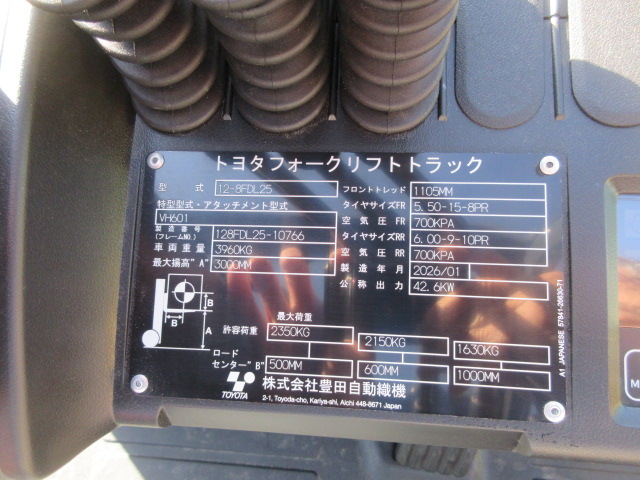 トヨタフォークリフトトラック
型式 12-8FDL25
特型型式・アタッチメント型式
VH601
製造番号(フレームNO.) 128FDL25-10766
車両重量 3960KG
最大揚高"A" 3000MM
フロントトレッド 1105MM
タイヤサイズFR 5.50-15-8PR
空気圧FR 700KPA
タイヤサイズRR 6.00-9-10PR
空気圧RR 700KPA
製造年月 2026/01
公称出力 42.6KW
B
B
A
最大荷重
許容荷重 2350KG 2150KG 1630KG
ロードセンター"B" 500MM 600MM 1000MM
TOYOTA
株式会社豊田自動織機
2-1, Toyoda-cho, Kariya-shi, Aichi 448-8671 Japan
A1 JAPANESE 57841-26630-71
M